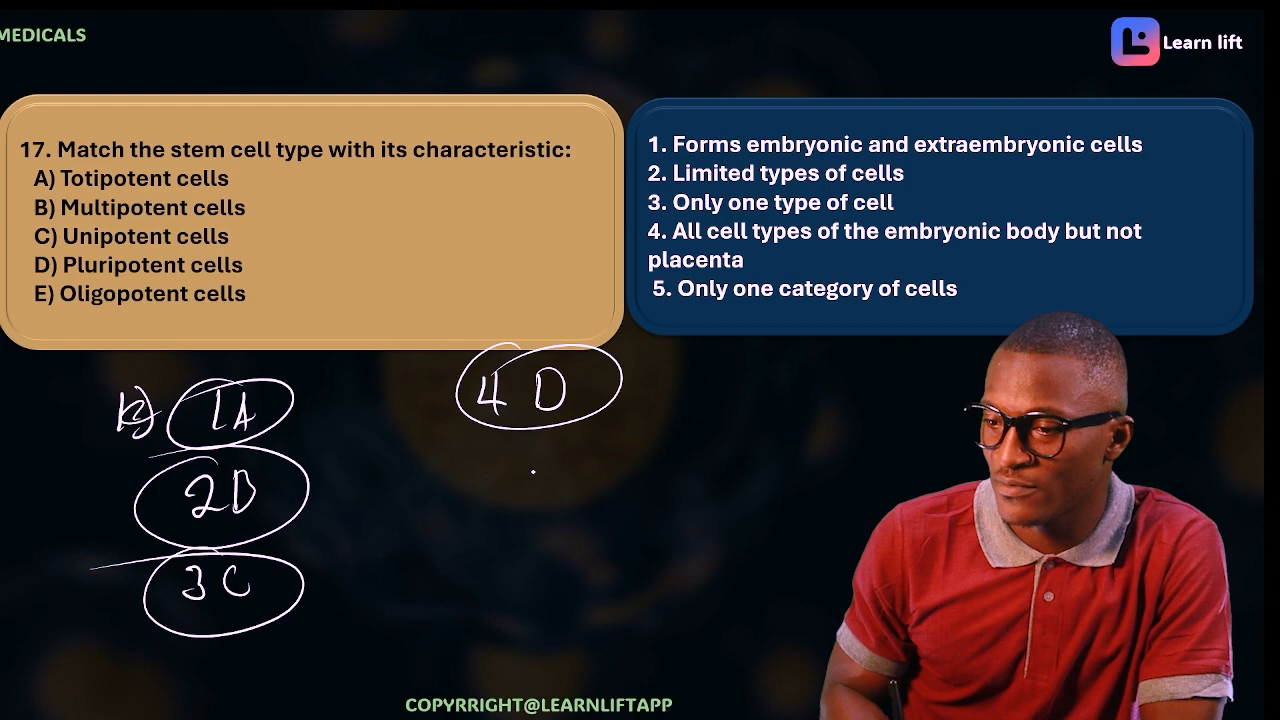 MEDICALS
Learn lift
17. Match the stem cell type with its characteristic:
A) Totipotent cells
B) Multipotent cells
C) Unipotent cells
D) Pluripotent cells
E) Oligopotent cells
1. Forms embryonic and extraembryonic cells
2. Limited types of cells
3. Only one type of cell
4. All cell types of the embryonic body but not
placenta
5. Only one category of cells
4 D
1A
2B
3C
COPYRRIGHT@LEARNLIFTAPP